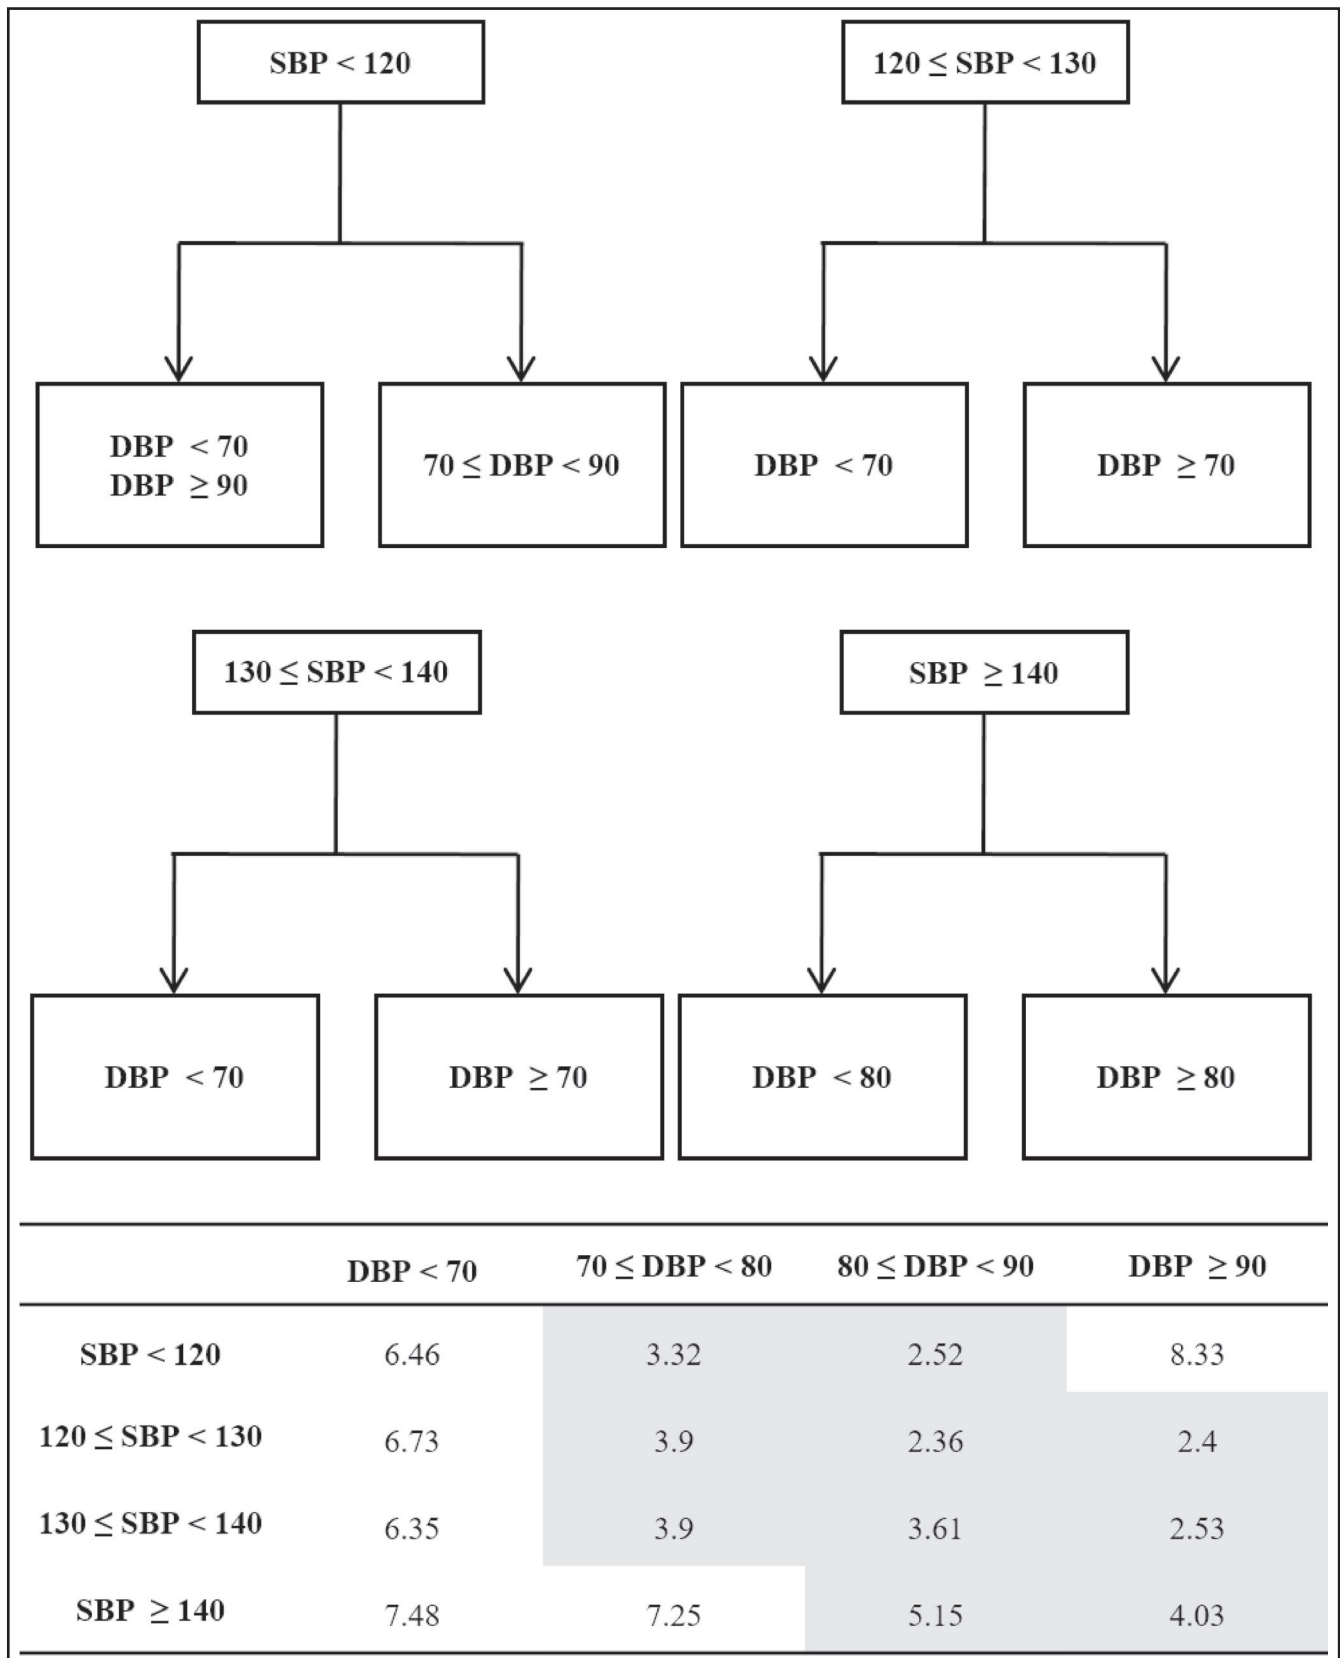 SBP < 120
120 ≤ SBP < 130
DBP < 70
DBP ≥ 90
70 ≤ DBP < 90
DBP < 70
DBP ≥ 70
130 ≤ SBP < 140
SBP ≥ 140
DBP < 70
DBP ≥ 70
DBP < 80
DBP ≥ 80
DBP < 70 70 ≤ DBP < 80 80 ≤ DBP < 90 DBP ≥ 90
SBP < 120 6.46 3.32 2.52 8.33
120 ≤ SBP < 130 6.73 3.9 2.36 2.4
130 ≤ SBP < 140 6.35 3.9 3.61 2.53
SBP ≥ 140 7.48 7.25 5.15 4.03